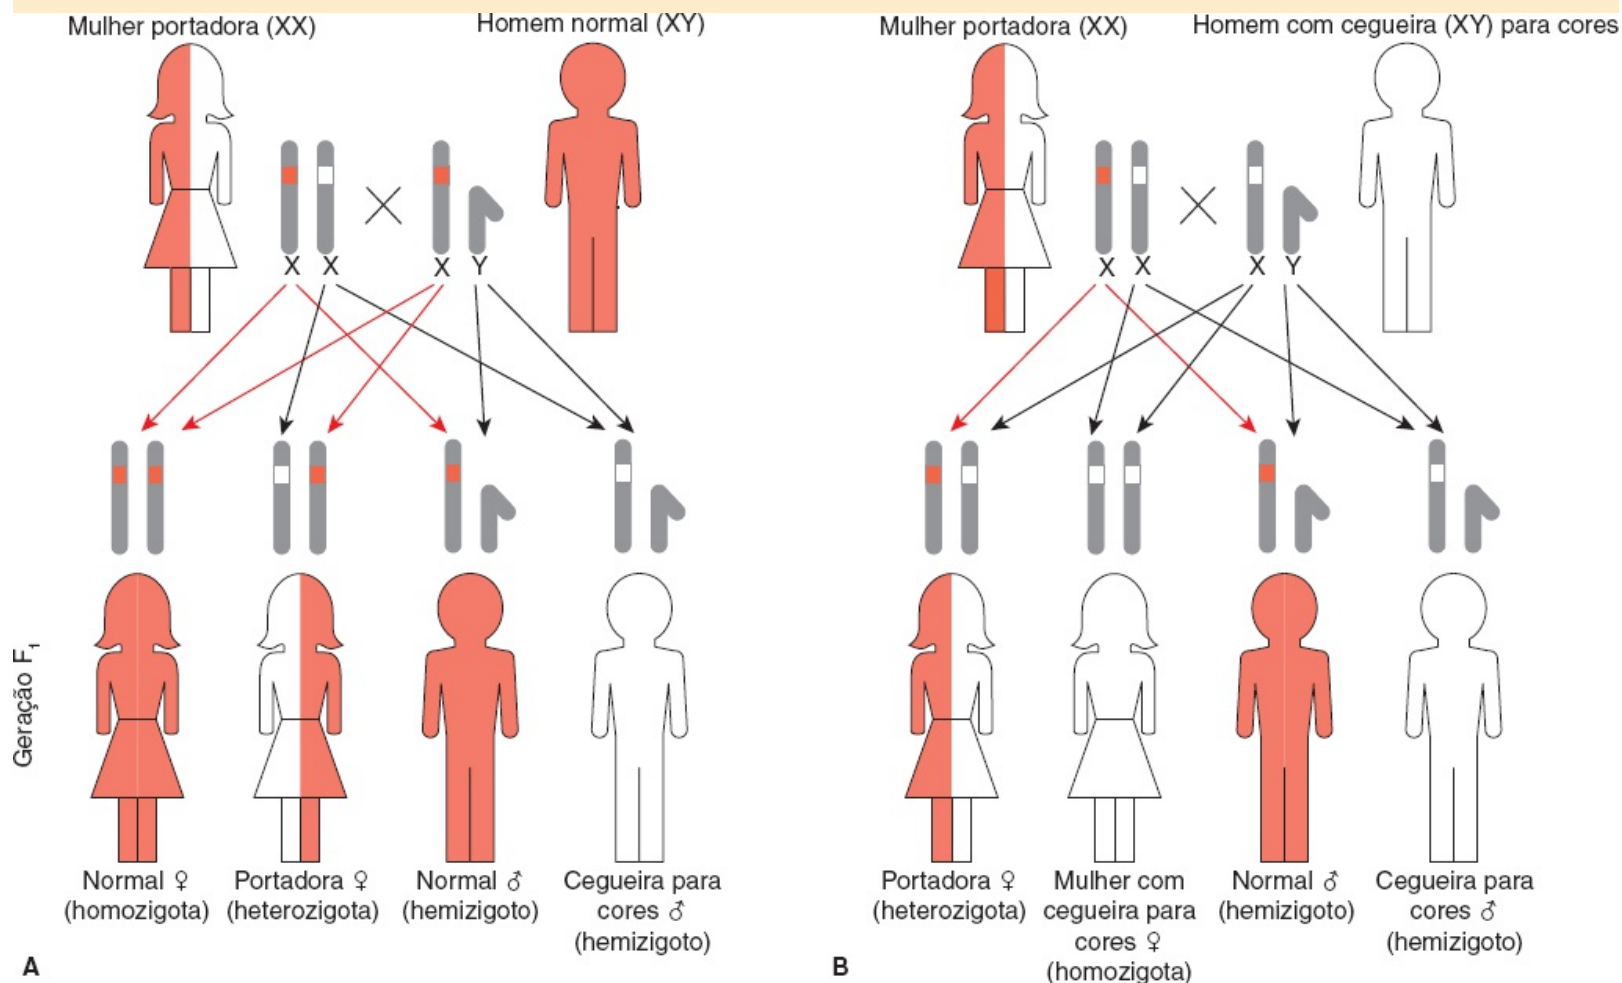 Mulher portadora (XX)
Homem normal (XY)
X X X Y
Geração F1
Normal ♀
(homozigota)
Portadora ♀
(heterozigota)
Normal ♂
(hemizigoto)
Cegueira para
cores ♂
(hemizigoto)
A
Mulher portadora (XX)
Homem com cegueira (XY) para cores
X X X Y
Portadora ♀
(heterozigota)
Mulher com
cegueira para
cores ♀
(homozigota)
Normal ♂
(hemizigoto)
Cegueira para
cores ♂
(hemizigoto)
B